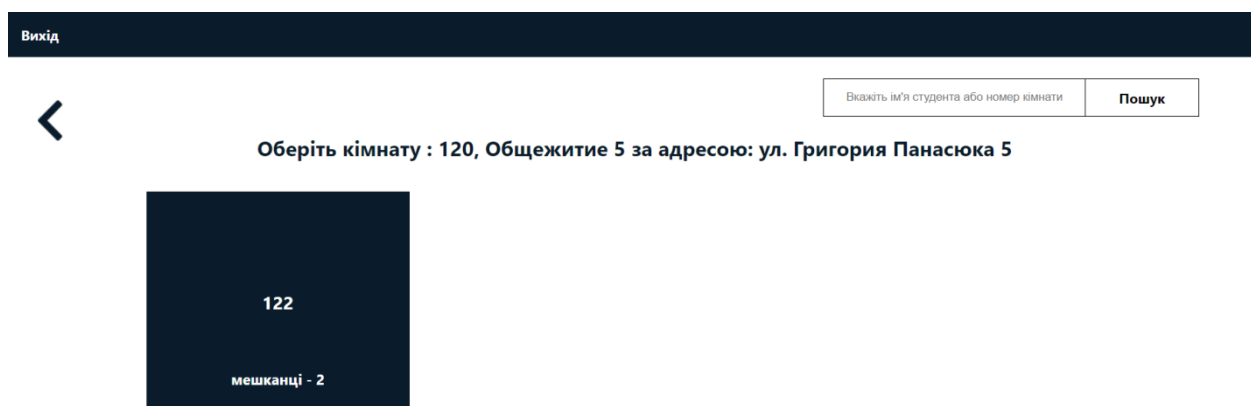 Вихід
Вкажіть ім'я студента або номер кімнати
Пошук
Оберіть кімнату : 120, Общежитие 5 за адресою: ул. Григория Панасюка 5
122
мешканці - 2